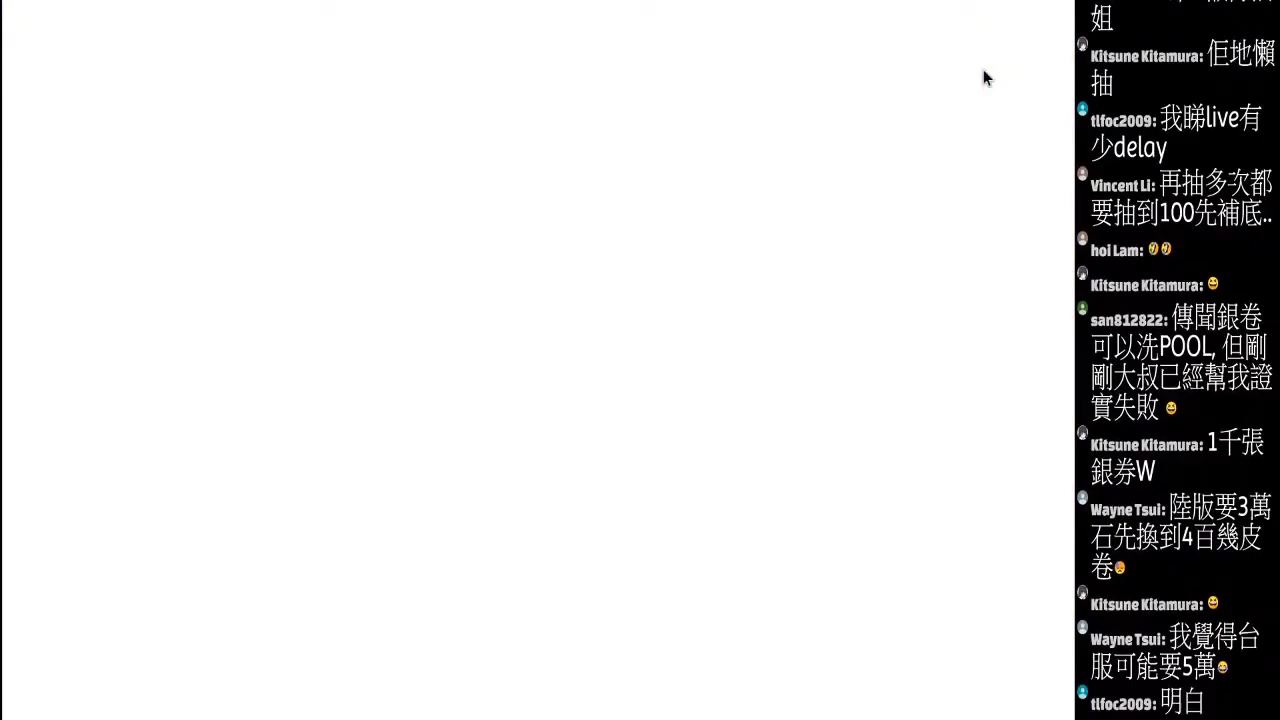 姐
Kitsune Kitamura: 佢地懶
抽
tlfoc2009: 我睇live有
少delay
Vincent Li: 再抽多次都
要抽到100先補底..
hoi Lam: 🤣🤣
Kitsune Kitamura: 😆
san812822: 傳聞銀卷
可以洗POOL, 但剛
剛大叔已經幫我證
實失敗 😆
Kitsune Kitamura: 1千張
銀券W
Wayne Tsui: 陸版要3萬
石先換到4百幾皮
卷😳
Kitsune Kitamura: 😆
Wayne Tsui: 我覺得台
服可能要5萬😂
tlfoc2009: 明白